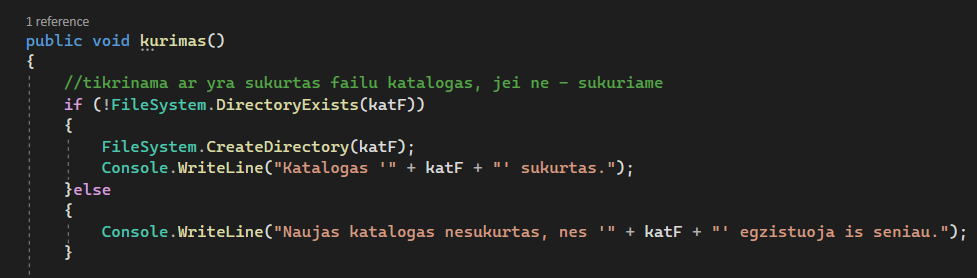 1 reference
public void kurimas()
{
//tikrinama ar yra sukurtas failu katalogas, jei ne - sukuriame
if (!FileSystem.DirectoryExists(katF))
{
FileSystem.CreateDirectory(katF);
Console.WriteLine("Katalogas '" + katF + "' sukurtas.");
}else
{
Console.WriteLine("Naujas katalogas nesukurtas, nes '" + katF + "' egzistuoja is seniau.");
}